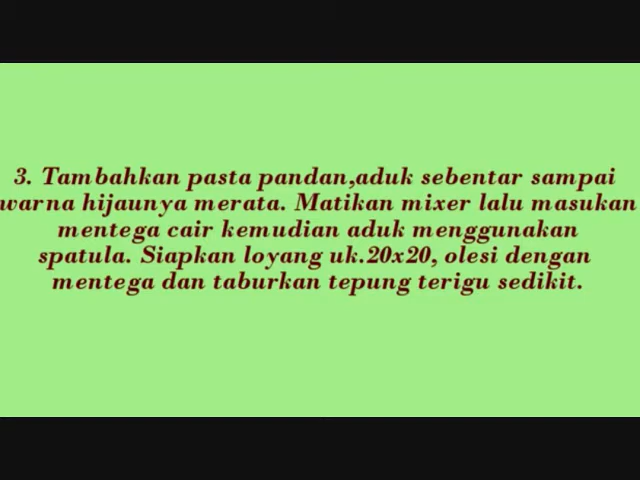 3. Tambahkan pasta pandan,aduk sebentar sampai
warna hijaunya merata. Matikan mixer lalu masukan
mentega cair kemudian aduk menggunakan
spatula. Siapkan loyang uk.20x20, olesi dengan
mentega dan taburkan tepung terigu sedikit.